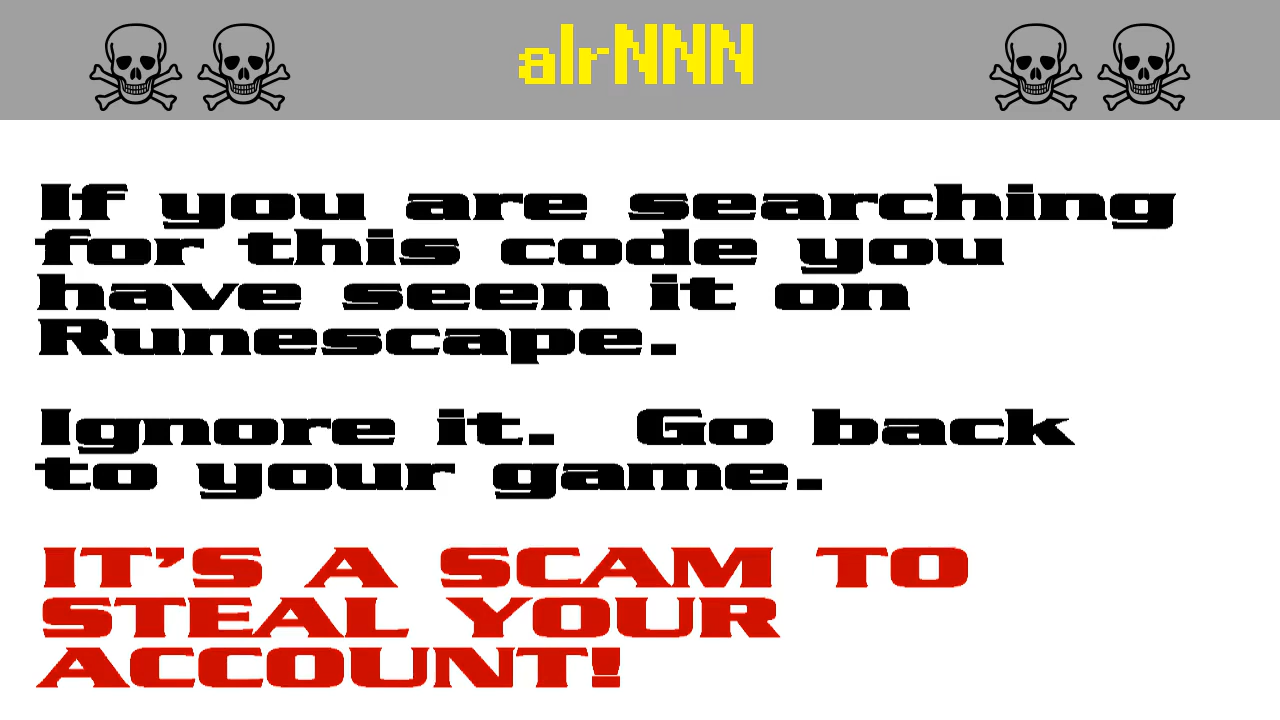 alrNNN
If you are searching
for this code you
have seen it on
Runescape.
Ignore it. Go back
to your game.
IT'S A SCAM TO
STEAL YOUR
ACCOUNT!